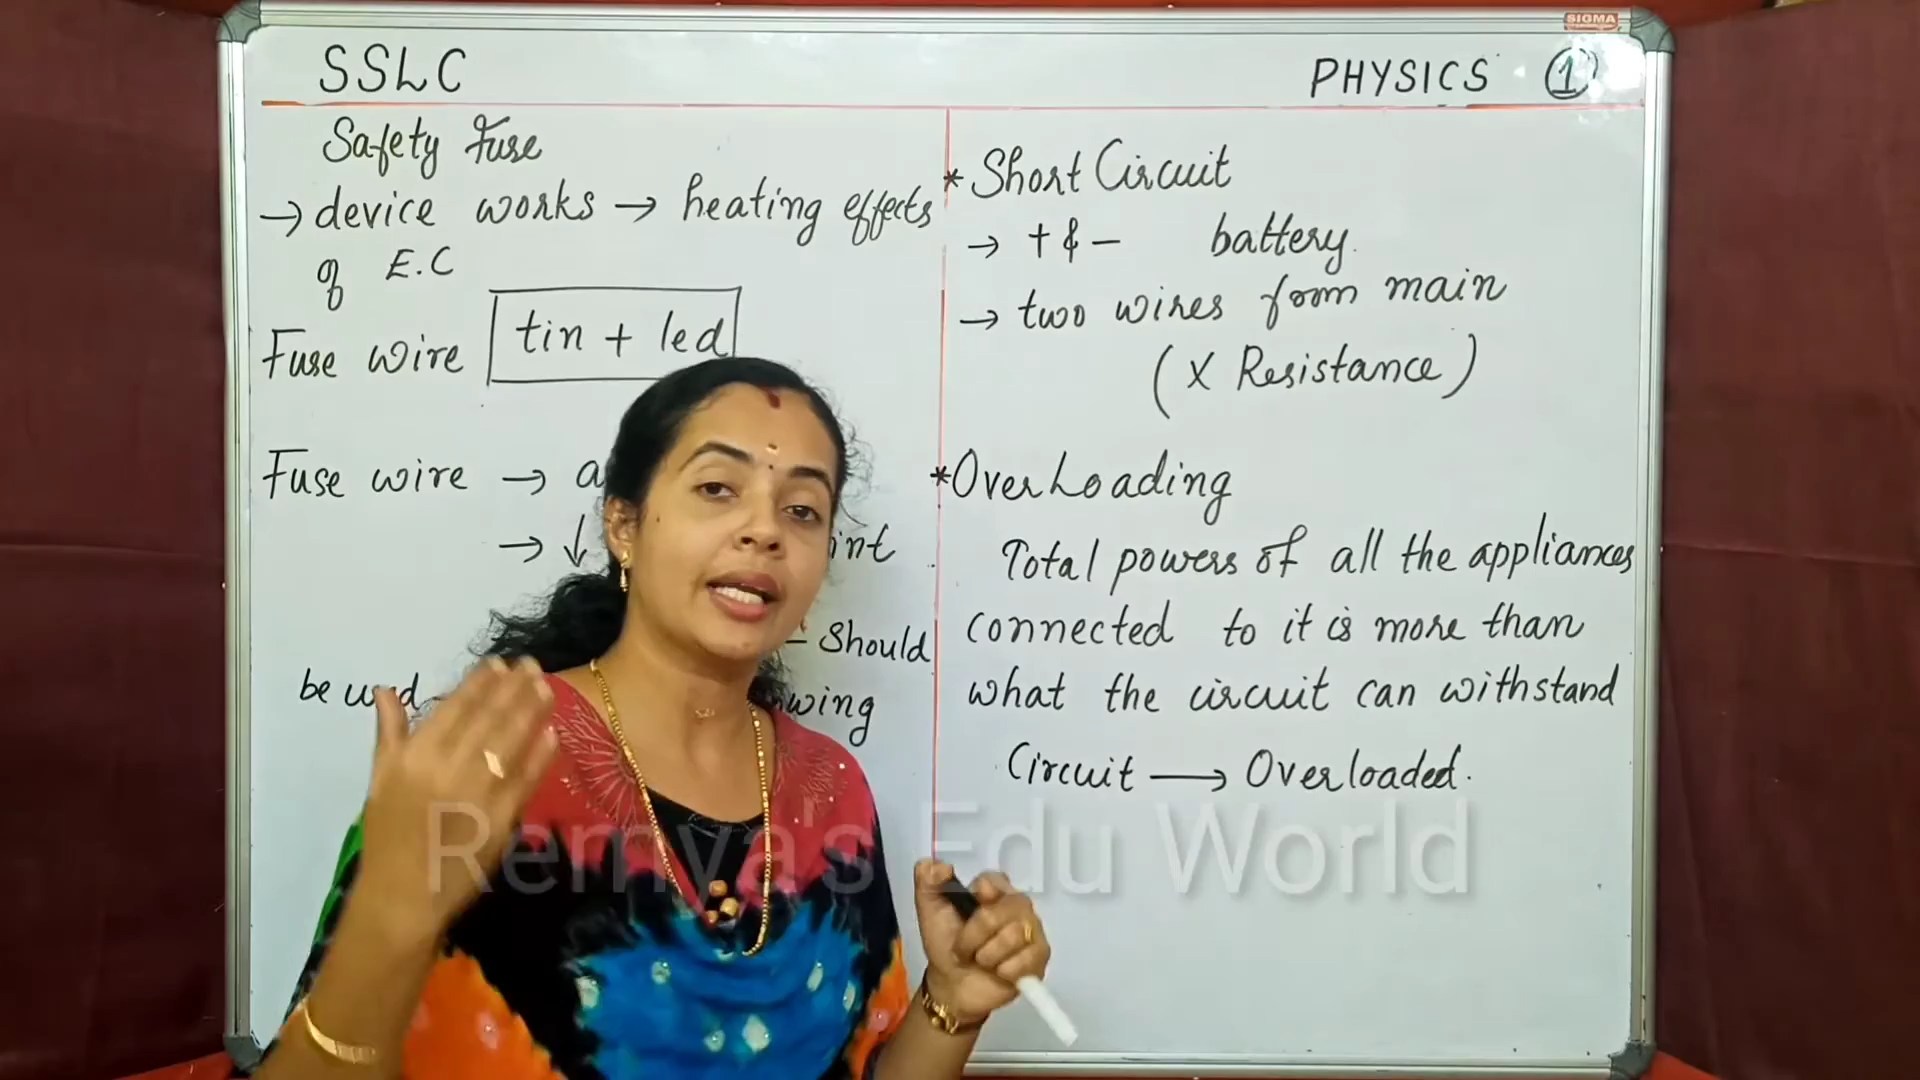 SIGMA
SSLC
PHYSICS 1
Safety Fuse
→ device works → heating effects
of E.C
Fuse wire tin + led
Fuse wire →
→ ↓
- Should
be
* Short Circuit
→ + & - battery.
→ two wires from main
(X Resistance)
* OverLoading
Total powers of all the appliances
connected to it is more than
what the circuit can withstand
Circuit → Overloaded.
Remya's Edu World